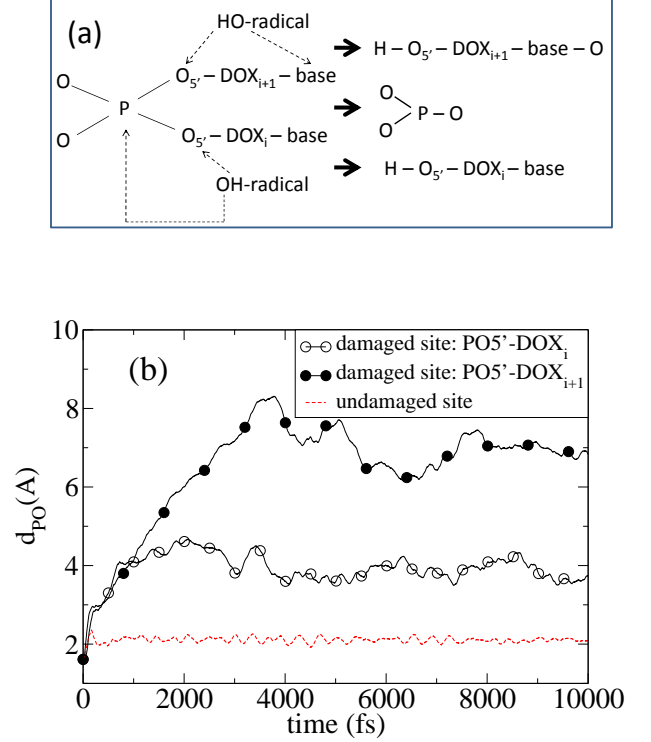 (a)
HO-radical
H – O5' – DOXi+1 – base – O
O5' – DOXi+1 – base
O
P
O
O
O
P – O
O
O5' – DOXi – base
H – O5' – DOXi – base
OH-radical
(b)
damaged site: PO5'-DOXi
damaged site: PO5'-DOXi+1
undamaged site
10
8
6
4
2
dPO(A)
0
2000
4000
6000
8000
10000
time (fs)